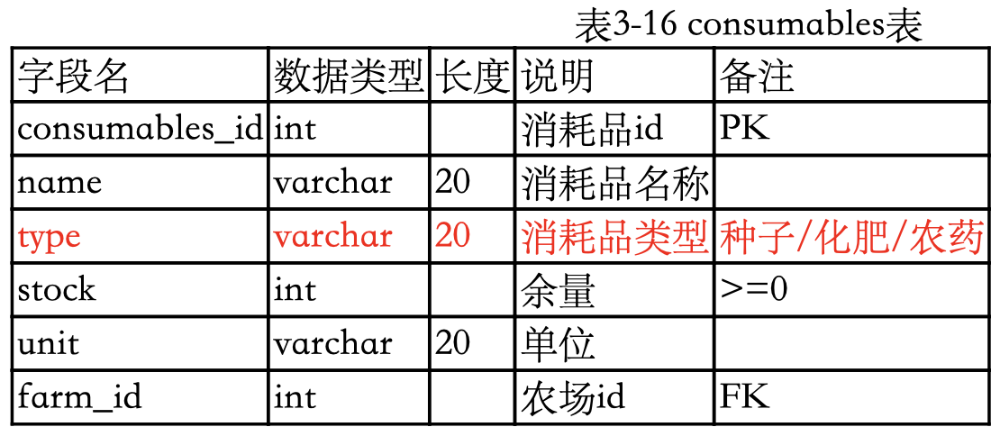 表3-16 consumables表
字段名 数据类型 长度 说明 备注
consumables_id int 消耗品id PK
name varchar 20 消耗品名称
type varchar 20 消耗品类型 种子/化肥/农药
stock int 余量 >=0
unit varchar 20 单位
farm_id int 农场id FK